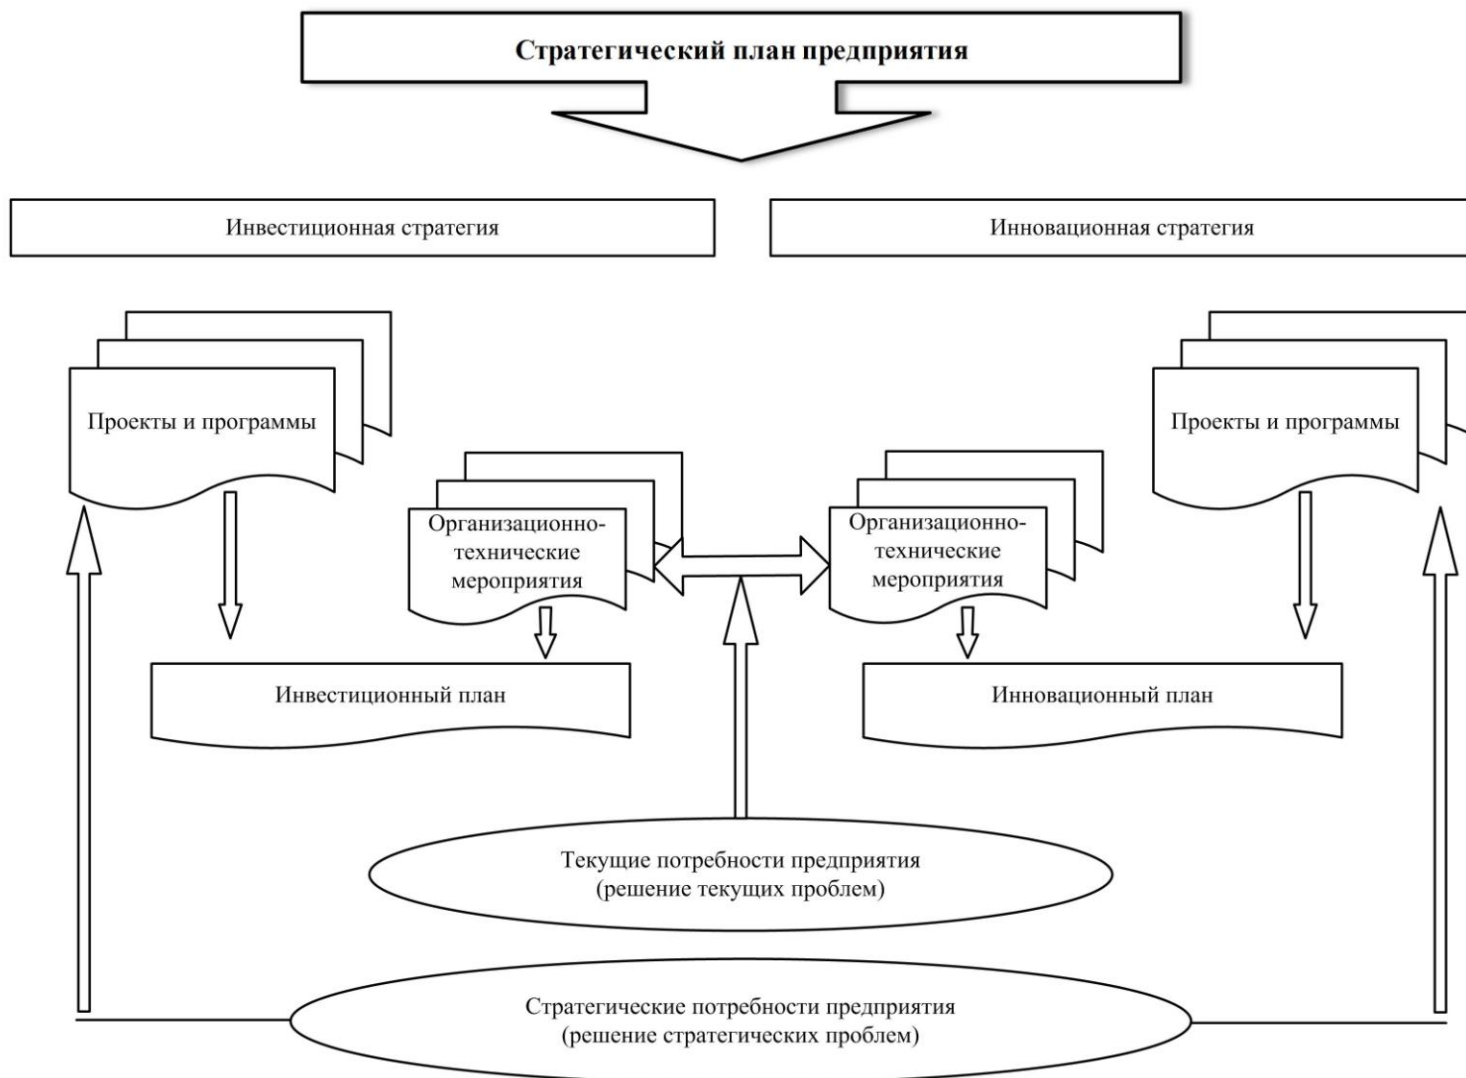 Стратегический план предприятия
Инвестиционная стратегия
Инновационная стратегия
Проекты и программы
Проекты и программы
Организационно-
технические
мероприятия
Организационно-
технические
мероприятия
Инвестиционный план
Инновационный план
Текущие потребности предприятия
(решение текущих проблем)
Стратегические потребности предприятия
(решение стратегических проблем)